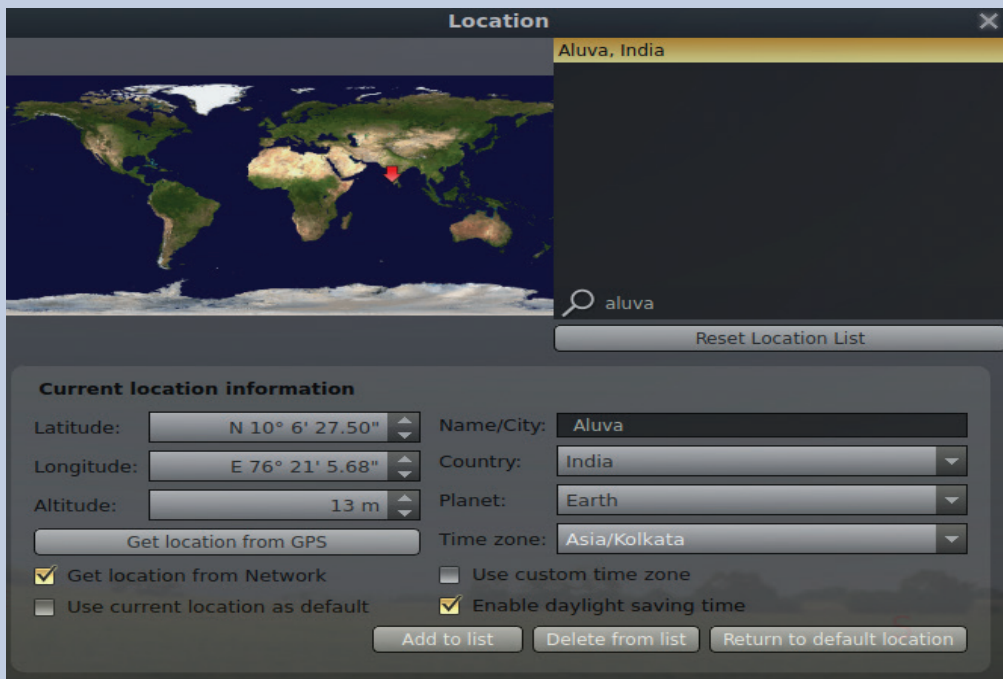 Location
Aluva, India
aluva
Reset Location List
Current location information
Latitude: N 10° 6' 27.50"
Longitude: E 76° 21' 5.68"
Altitude: 13 m
Get location from GPS
Get location from Network
Use current location as default
Name/City: Aluva
Country: India
Planet: Earth
Time zone: Asia/Kolkata
Use custom time zone
Enable daylight saving time
Add to list
Delete from list
Return to default location